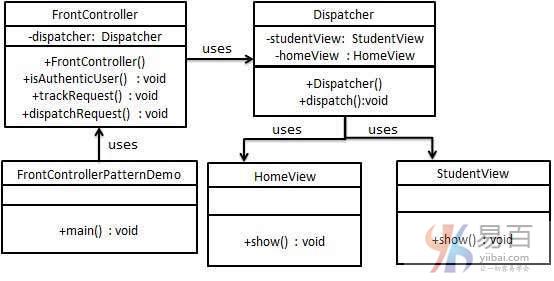 FrontController
-dispatcher: Dispatcher
+FrontController()
+isAuthenticUser() : void
+trackRequest() : void
+dispatchRequest() : void
uses
Dispatcher
-studentView: StudentView
-homeView : HomeView
+Dispatcher()
+dispatch():void
uses
uses
uses
FrontControllerPatternDemo
+main() : void
HomeView
+show() : void
StudentView
+show() : void
易百
yiibai.com